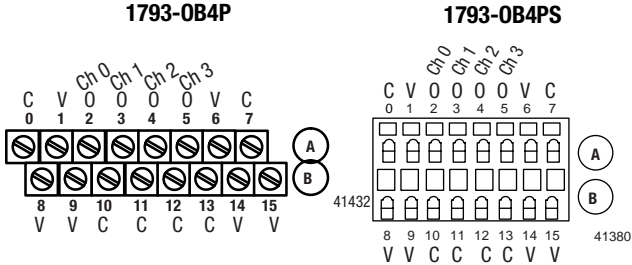 1793-OB4P
Ch 0 Ch 1 Ch 2 Ch 3
C V O O O O V C
0 1 2 3 4 5 6 7
A
B
8 9 10 11 12 13 14 15
V V C C C C V V
1793-OB4PS
Ch 0 Ch 1 Ch 2 Ch 3
C V O O O O V C
0 1 2 3 4 5 6 7
A
B
41432
8 9 10 11 12 13 14 15
41380
V V C C C C V V